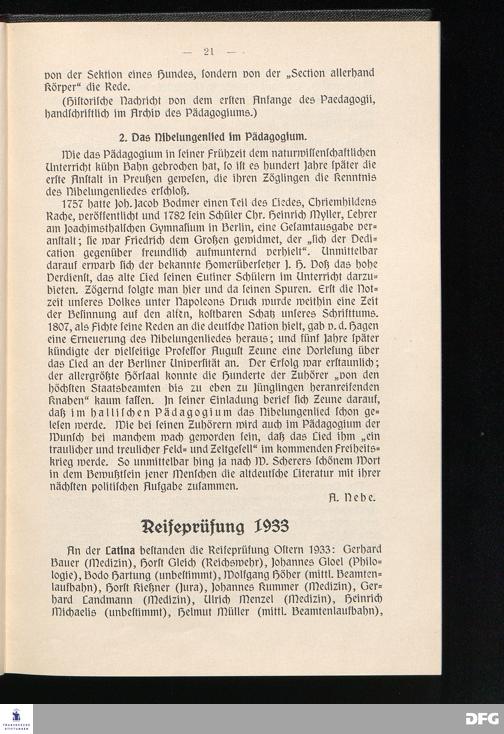 — 21 —
von der Sektion eines Hundes, sondern von der „Section allerhand
Körper“ die Rede.
(Historische Nachricht von dem ersten Anfange des Paedagogii,
handschriftlich im Archiv des Pädagogiums.)
2. Das Nibelungenlied im Pädagogium.
Wie das Pädagogium in seiner Frühzeit dem naturwissenschaftlichen
Unterricht kühn Bahn gebrochen hat, so ist es hundert Jahre später die
erste Anstalt in Preußen gewesen, die ihren Zöglingen die Kenntnis
des Nibelungenliedes erschloß.
1757 hatte Joh. Jacob Bodmer einen Teil des Liedes, Chriemhildens
Rache, veröffentlicht und 1782 sein Schüler Chr. Heinrich Myller, Lehrer
am Joachimsthalschen Gymnasium in Berlin, eine Gesamtausgabe ver-
anstalt; sie war Friedrich dem Großen gewidmet, der „sich der Dedi-
cation gegenüber freundlich aufmunternd verhielt“. Unmittelbar
darauf erwarb sich der bekannte Homerübersetzer J. H. Voß das hohe
Verdienst, das alte Lied seinen Eutiner Schülern im Unterricht darzu-
bieten. Zögernd folgte man hier und da seinen Spuren. Erst die Not-
zeit unseres Volkes unter Napoleons Druck wurde weithin eine Zeit
der Besinnung auf den alten, kostbaren Schatz unseres Schrifttums.
1807, als Fichte seine Reden an die deutsche Nation hielt, gab v. d. Hagen
eine Erneuerung des Nibelungenliedes heraus; und fünf Jahre später
kündigte der vielseitige Professor August Zeune eine Vorlesung über
das Lied an der Berliner Universität an. Der Erfolg war erstaunlich;
der allergrößte Hörsaal konnte die Hunderte der Zuhörer „von den
höchsten Staatsbeamten bis zu eben zu Jünglingen heranreifenden
Knaben“ kaum fassen. In seiner Einladung berief sich Zeune darauf,
daß im hallischen Pädagogium das Nibelungenlied schon ge-
lesen werde. Wie bei seinen Zuhörern wird auch im Pädagogium der
Wunsch bei manchem wach geworden sein, daß das Lied ihm „ein
traulicher und treulicher Feld- und Zeltgesell“ im kommenden Freiheits-
krieg werde. So unmittelbar hing ja nach W. Scherers schönem Wort
in dem Bewußtsein jener Menschen die altdeutsche Literatur mit ihrer
nächsten politischen Aufgabe zusammen.
A. Nebe.
Reifeprüfung 1933
An der Latina bestanden die Reifeprüfung Ostern 1933: Gerhard
Bauer (Medizin), Horst Gleich (Reichswehr), Johannes Gloel (Philo-
logie), Bodo Hartung (unbestimmt), Wolfgang Höher (mittl. Beamten-
laufbahn), Horst Kießner (Jura), Johannes Kummer (Medizin), Ger-
hard Landmann (Medizin), Ulrich Menzel (Medizin), Heinrich
Michaelis (unbestimmt), Helmut Müller (mittl. Beamtenlaufbahn),
FRANCKESCHE
STIFTUNGEN
DFG